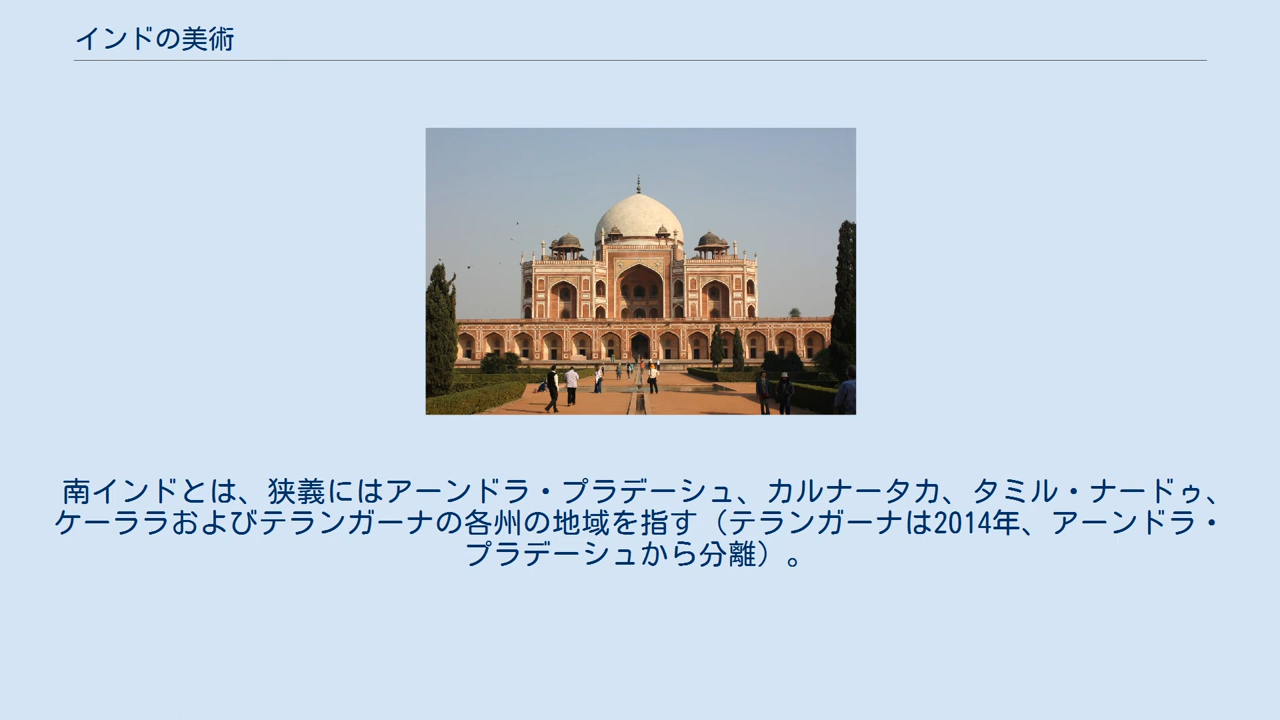 インドの美術
南インドとは、狭義にはアーンドラ・プラデーシュ、カルナータカ、タミル・ナードゥ、
ケーララおよびテランガーナの各州の地域を指す（テランガーナは2014年、アーンドラ・
プラデーシュから分離）。